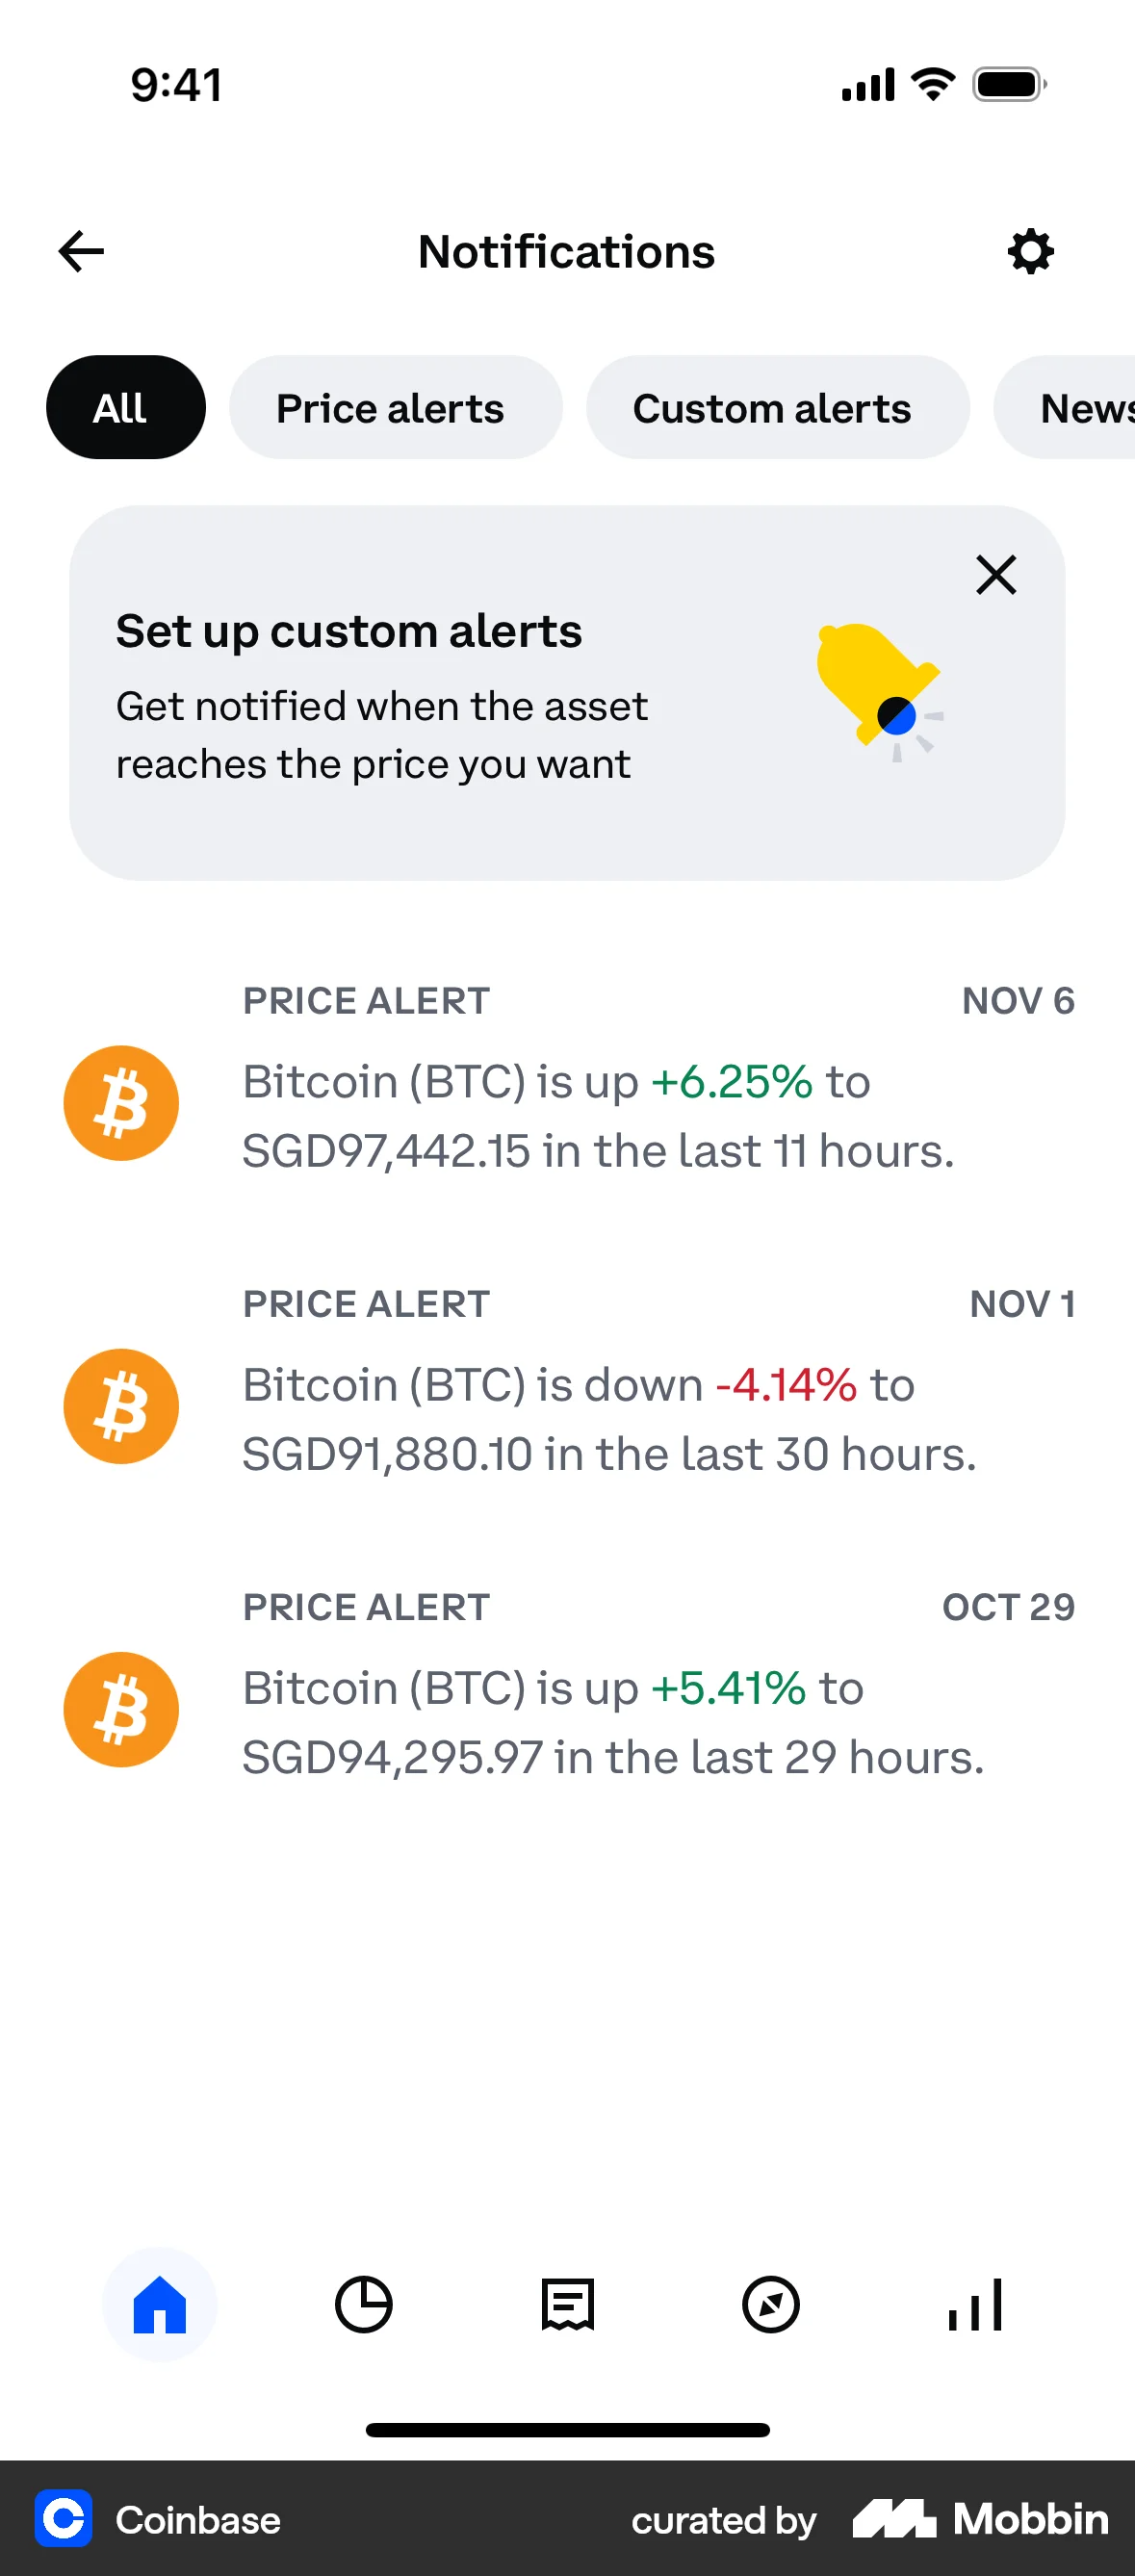 9:41
Notifications
All
Price alerts
Custom alerts
News
Set up custom alerts
Get notified when the asset
reaches the price you want
PRICE ALERT
NOV 6
Bitcoin (BTC) is up +6.25% to
SGD97,442.15 in the last 11 hours.
PRICE ALERT
NOV 1
Bitcoin (BTC) is down -4.14% to
SGD91,880.10 in the last 30 hours.
PRICE ALERT
OCT 29
Bitcoin (BTC) is up +5.41% to
SGD94,295.97 in the last 29 hours.
Coinbase
curated by
Mobbin